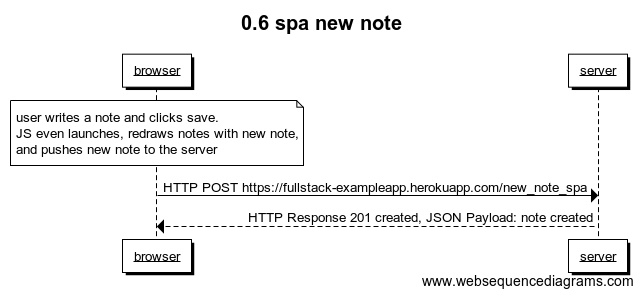 0.6 spa new note
browser
server
user writes a note and clicks save.
JS even launches, redraws notes with new note,
and pushes new note to the server
HTTP POST https://fullstack-exampleapp.herokuapp.com/new_note_spa
HTTP Response 201 created, JSON Payload: note created
browser
server
www.websequencediagrams.com